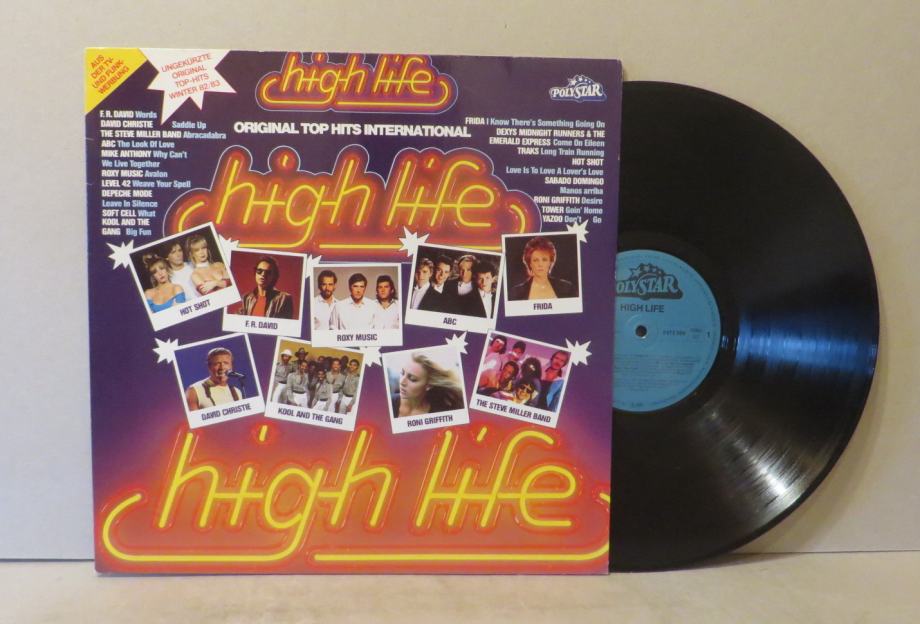 AUS
DER TV-
UND FUNK-
WERBUNG
UNGEKÜRZTE
ORIGINAL
TOP-HITS
WINTER 82/83
high life
POLYSTAR
ORIGINAL TOP HITS INTERNATIONAL
F. R. DAVID Words
DAVID CHRISTIE Saddle Up
THE STEVE MILLER BAND Abracadabra
ABC The Look Of Love
MIKE ANTHONY Why Can't
We Live Together
ROXY MUSIC Avalon
LEVEL 42 Weave Your Spell
DEPECHE MODE
Leave In Silence
SOFT CELL What
KOOL AND THE
GANG Big Fun
FRIDA I Know There's Something Going On
DEXYS MIDNIGHT RUNNERS & THE
EMERALD EXPRESS Come On Eileen
TRAKS Long Train Running
HOT SHOT
Love Is To Love A Lover's Love
SABADO DOMINGO
Manos arriba
RONI GRIFFITH Desire
TOWER Goin' Home
YAZOO Don't Go
high life
HOT SHOT
F. R. DAVID
ROXY MUSIC
ABC
FRIDA
DAVID CHRISTIE
KOOL AND THE GANG
RONI GRIFFITH
THE STEVE MILLER BAND
high life
POLYSTAR
HIGH LIFE
1